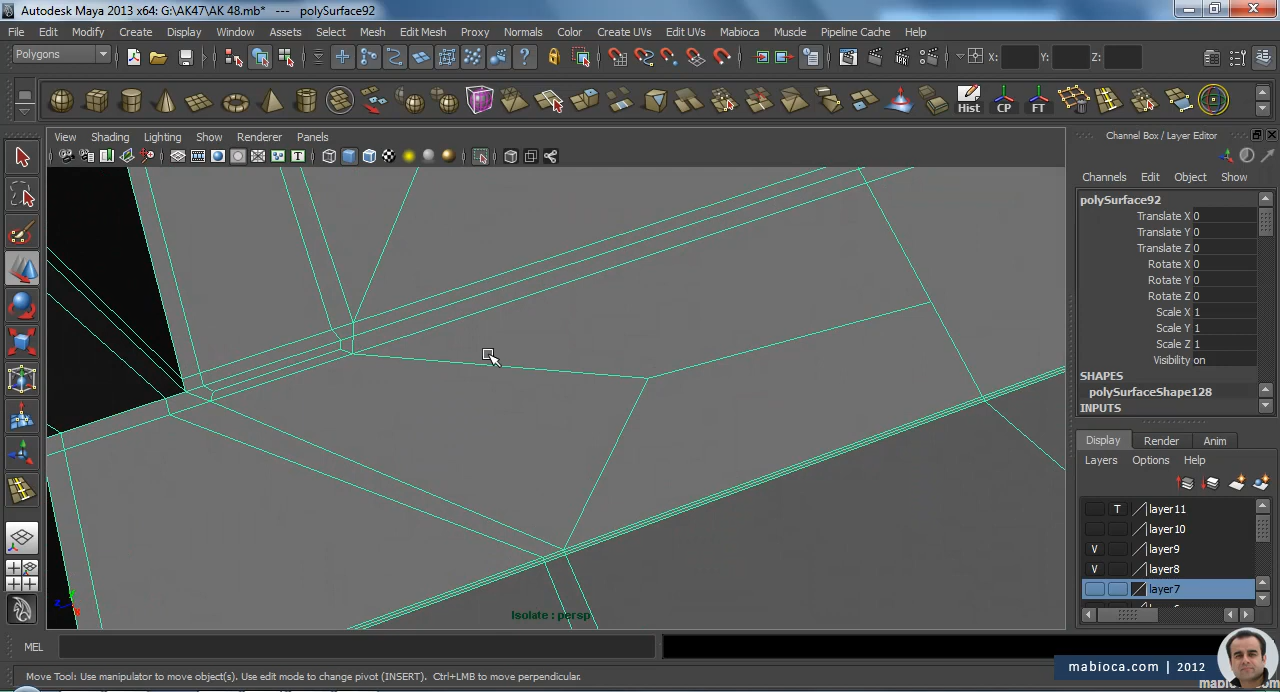 Autodesk Maya 2013 x64: G:\AK47\AK 48.mb* --- polySurface92
File Edit Modify Create Display Window Assets Select Mesh Edit Mesh Proxy Normals Color Create UVs Edit UVs Mabioca Muscle Pipeline Cache Help
Polygons
X: Y: Z:
Hist CP FT
View Shading Lighting Show Renderer Panels
Channel Box / Layer Editor
Channels Edit Object Show
polySurface92
Translate X 0
Translate Y 0
Translate Z 0
Rotate X 0
Rotate Y 0
Rotate Z 0
Scale X 1
Scale Y 1
Scale Z 1
Visibility on
SHAPES
polySurfaceShape128
INPUTS
Display Render Anim
Layers Options Help
T layer11
layer10
V layer9
V layer8
layer7
Isolate : persp
MEL
mabioca.com | 2012
Move Tool: Use manipulator to move object(s). Use edit mode to change pivot (INSERT). Ctrl+LMB to move perpendicular.